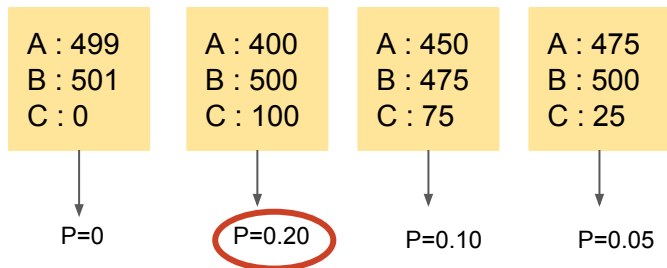 A : 499
B : 501
C : 0
A : 400
B : 500
C : 100
A : 450
B : 475
C : 75
A : 475
B : 500
C : 25
P=0
P=0.20
P=0.10
P=0.05